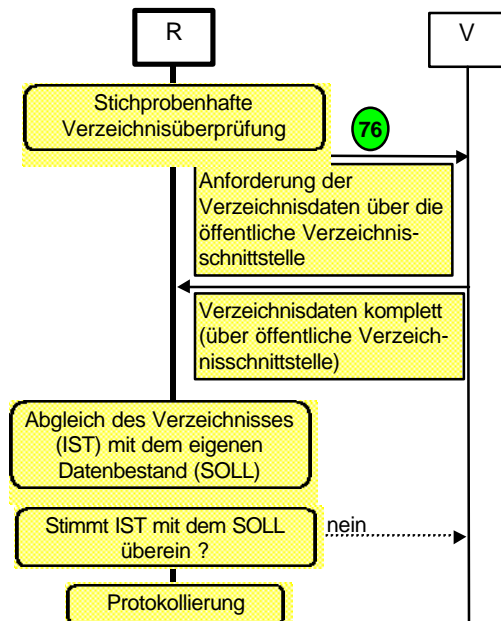 R
V
Stichprobenhafte
Verzeichnisüberprüfung
76
Anforderung der
Verzeichnisdaten über die
öffentliche Verzeichnis-
schnittstelle
Verzeichnisdaten komplett
(über öffentliche Verzeich-
nisschnittstelle)
Abgleich des Verzeichnisses
(IST) mit dem eigenen
Datenbestand (SOLL)
Stimmt IST mit dem SOLL
überein ?
nein
Protokollierung